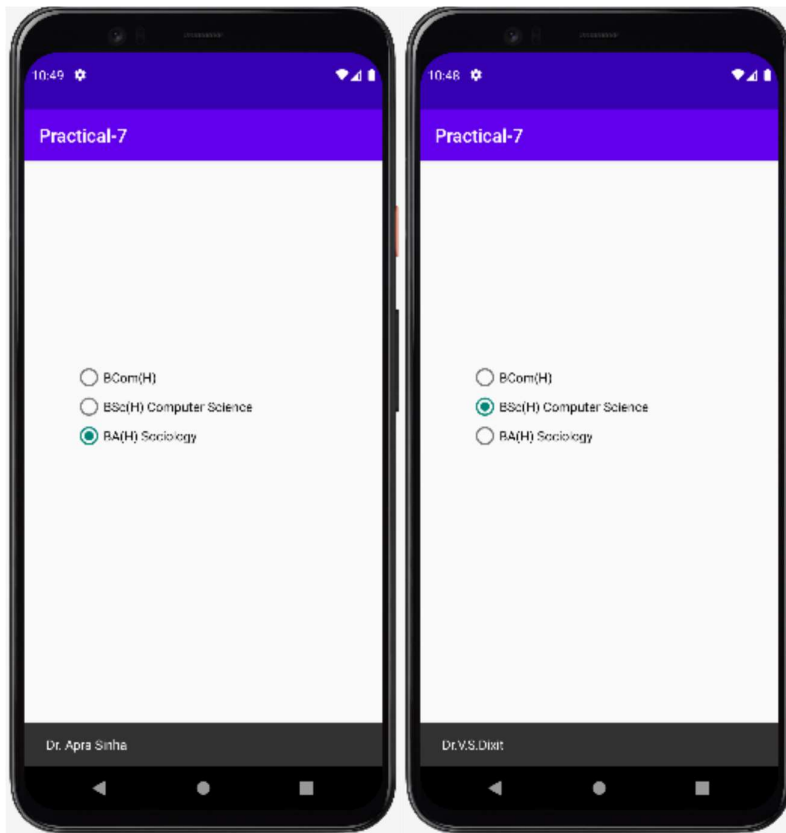 10:49
Practical-7
BCom(H)
BSc(H) Computer Science
BA(H) Sociology
Dr. Apra Sinha
10:48
Practical-7
BCom(H)
BSc(H) Computer Science
BA(H) Sociology
Dr.V.S.Dixit